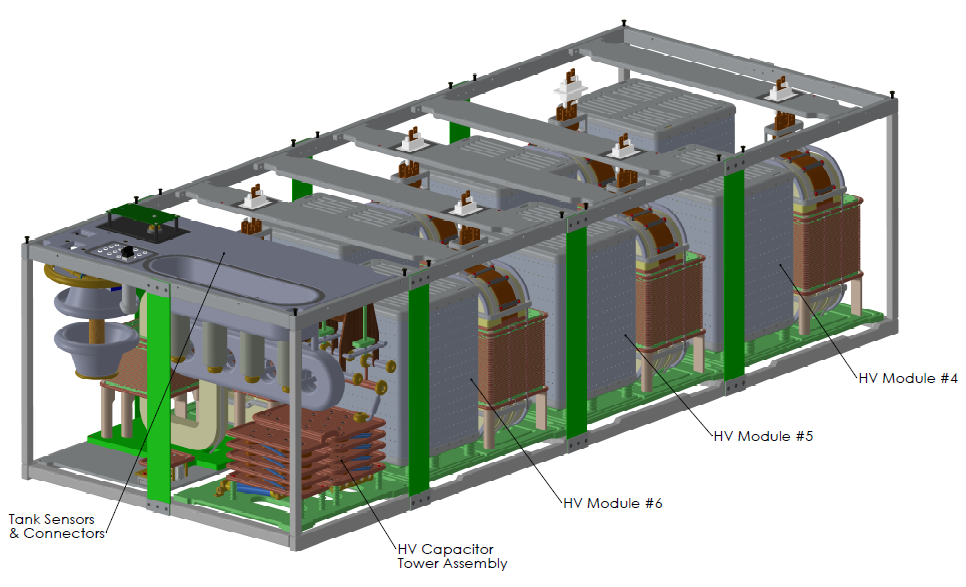 HV Module #4
HV Module #5
HV Module #6
Tank Sensors
& Connectors
HV Capacitor
Tower Assembly